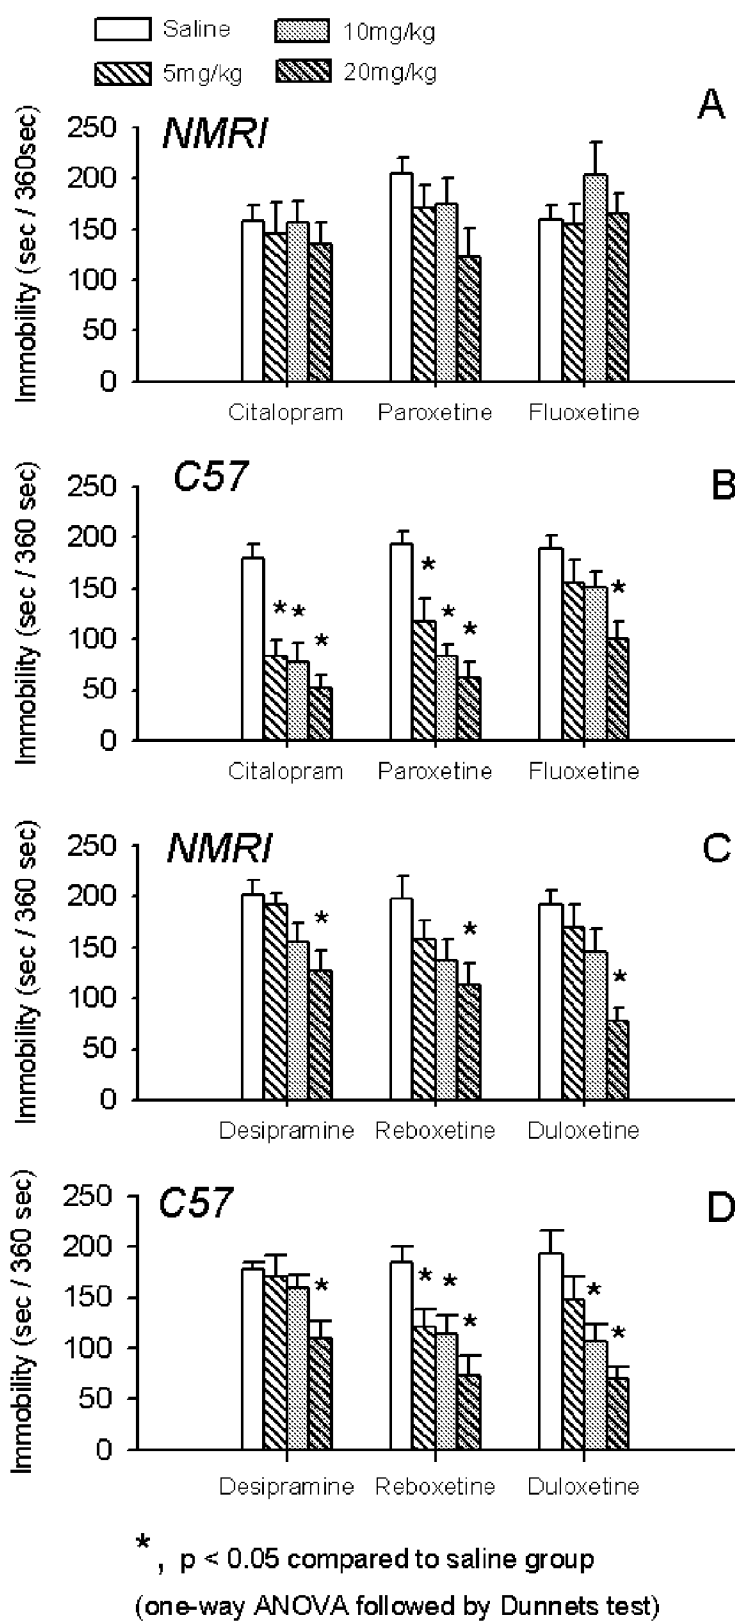 Saline 10mg/kg
5mg/kg 20mg/kg
A
NMRI
Immobility (sec / 360sec)
250
200
150
100
50
0
Citalopram Paroxetine Fluoxetine
B
C57
Immobility (sec / 360 sec)
250
200
150
100
50
0
* * *
* * *
*
Citalopram Paroxetine Fluoxetine
C
NMRI
Immobility (sec / 360 sec)
250
200
150
100
50
0
*
*
*
Desipramine Reboxetine Duloxetine
D
C57
Immobility (sec / 360 sec)
250
200
150
100
50
0
*
* * *
* *
Desipramine Reboxetine Duloxetine
*, p < 0.05 compared to saline group
(one-way ANOVA followed by Dunnets test)